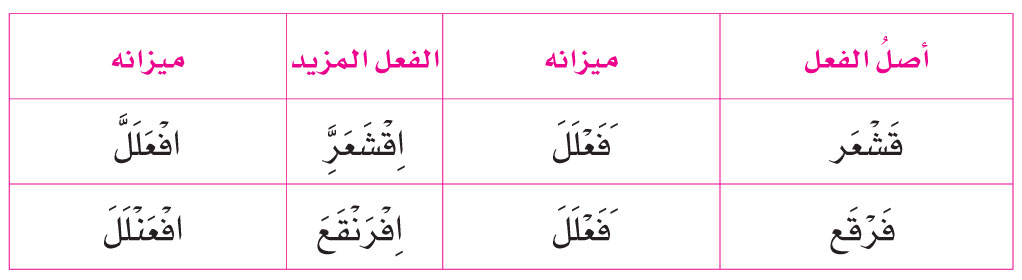 أصلُ الفعل ميزانه الفعل المزيد ميزانه
قَشْعَر فَعْلَلَ اِقْشَعَرَِّ افْعَلَلَّ
فَرْقَع فَعْلَلَ اِفْرَنْقَعَ افْعَنْلَلَ